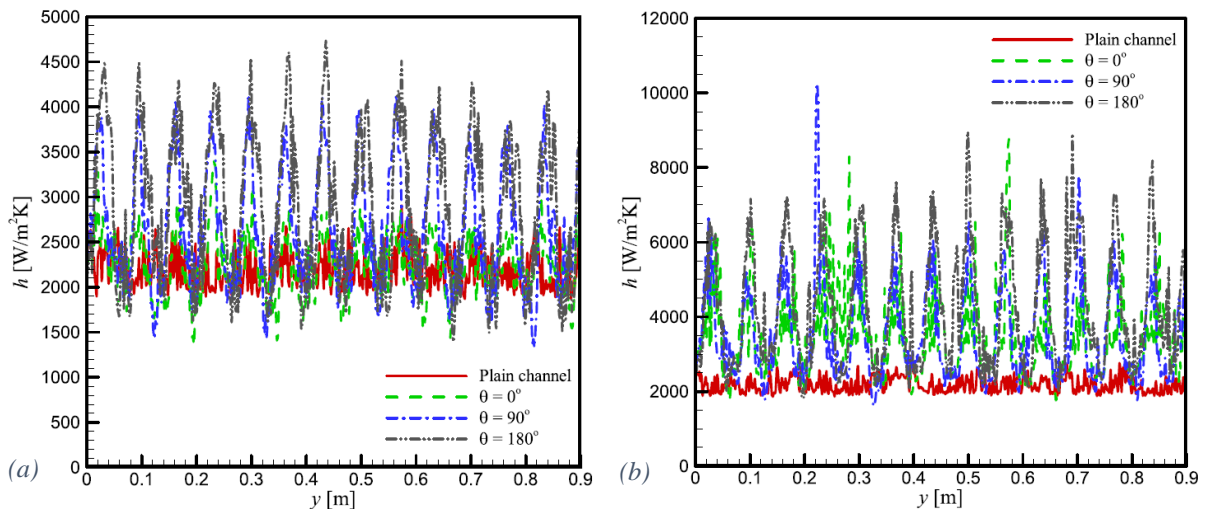 5000
4500
4000
3500
3000
2500
2000
1500
1000
500
0
h [W/m²K]
Plain channel
θ = 0°
θ = 90°
θ = 180°
0 0.1 0.2 0.3 0.4 0.5 0.6 0.7 0.8 0.9
y [m]
(a)
12000
10000
8000
6000
4000
2000
0
h [W/m²K]
Plain channel
θ = 0°
θ = 90°
θ = 180°
0 0.1 0.2 0.3 0.4 0.5 0.6 0.7 0.8 0.9
y [m]
(b)